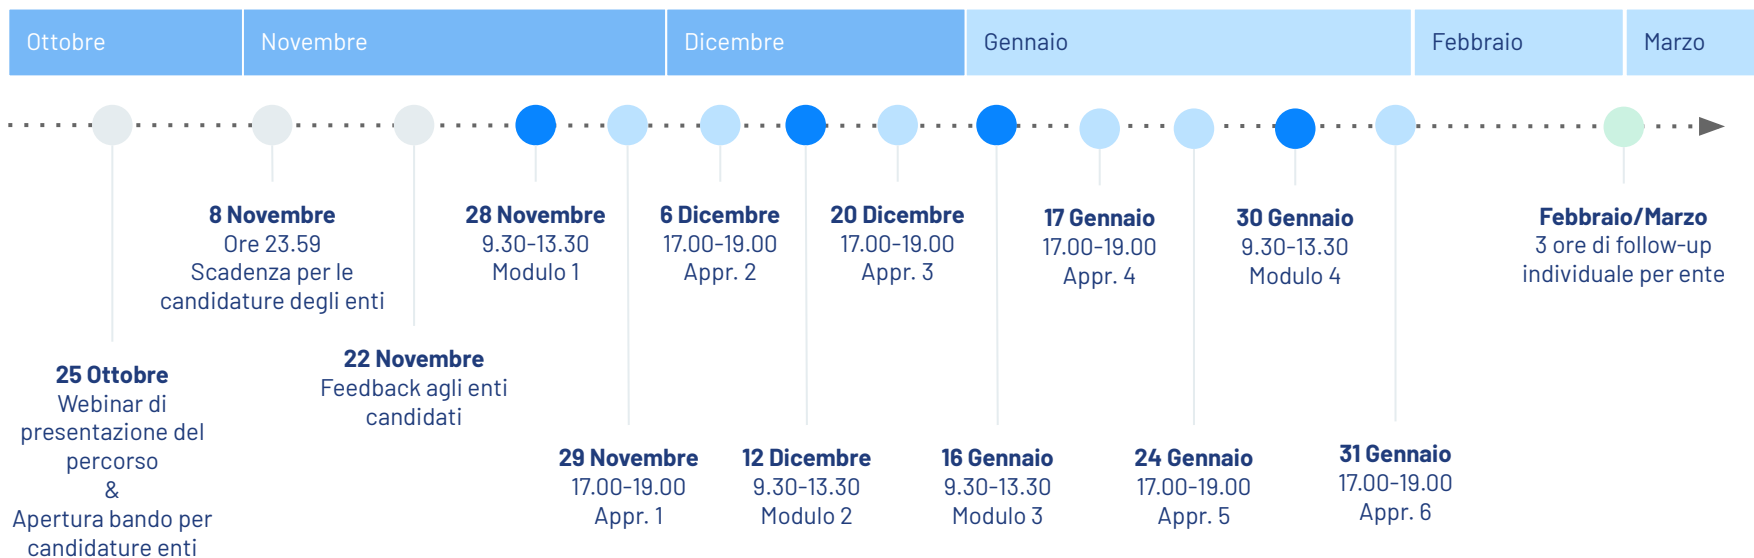 Ottobre
Novembre
Dicembre
Gennaio
Febbraio
Marzo
25 Ottobre
Webinar di
presentazione del
percorso
&
Apertura bando per
candidature enti
8 Novembre
Ore 23.59
Scadenza per le
candidature degli enti
22 Novembre
Feedback agli enti
candidati
28 Novembre
9.30-13.30
Modulo 1
29 Novembre
17.00-19.00
Appr. 1
6 Dicembre
17.00-19.00
Appr. 2
12 Dicembre
9.30-13.30
Modulo 2
20 Dicembre
17.00-19.00
Appr. 3
16 Gennaio
9.30-13.30
Modulo 3
17 Gennaio
17.00-19.00
Appr. 4
24 Gennaio
17.00-19.00
Appr. 5
30 Gennaio
9.30-13.30
Modulo 4
31 Gennaio
17.00-19.00
Appr. 6
Febbraio/Marzo
3 ore di follow-up
individuale per ente